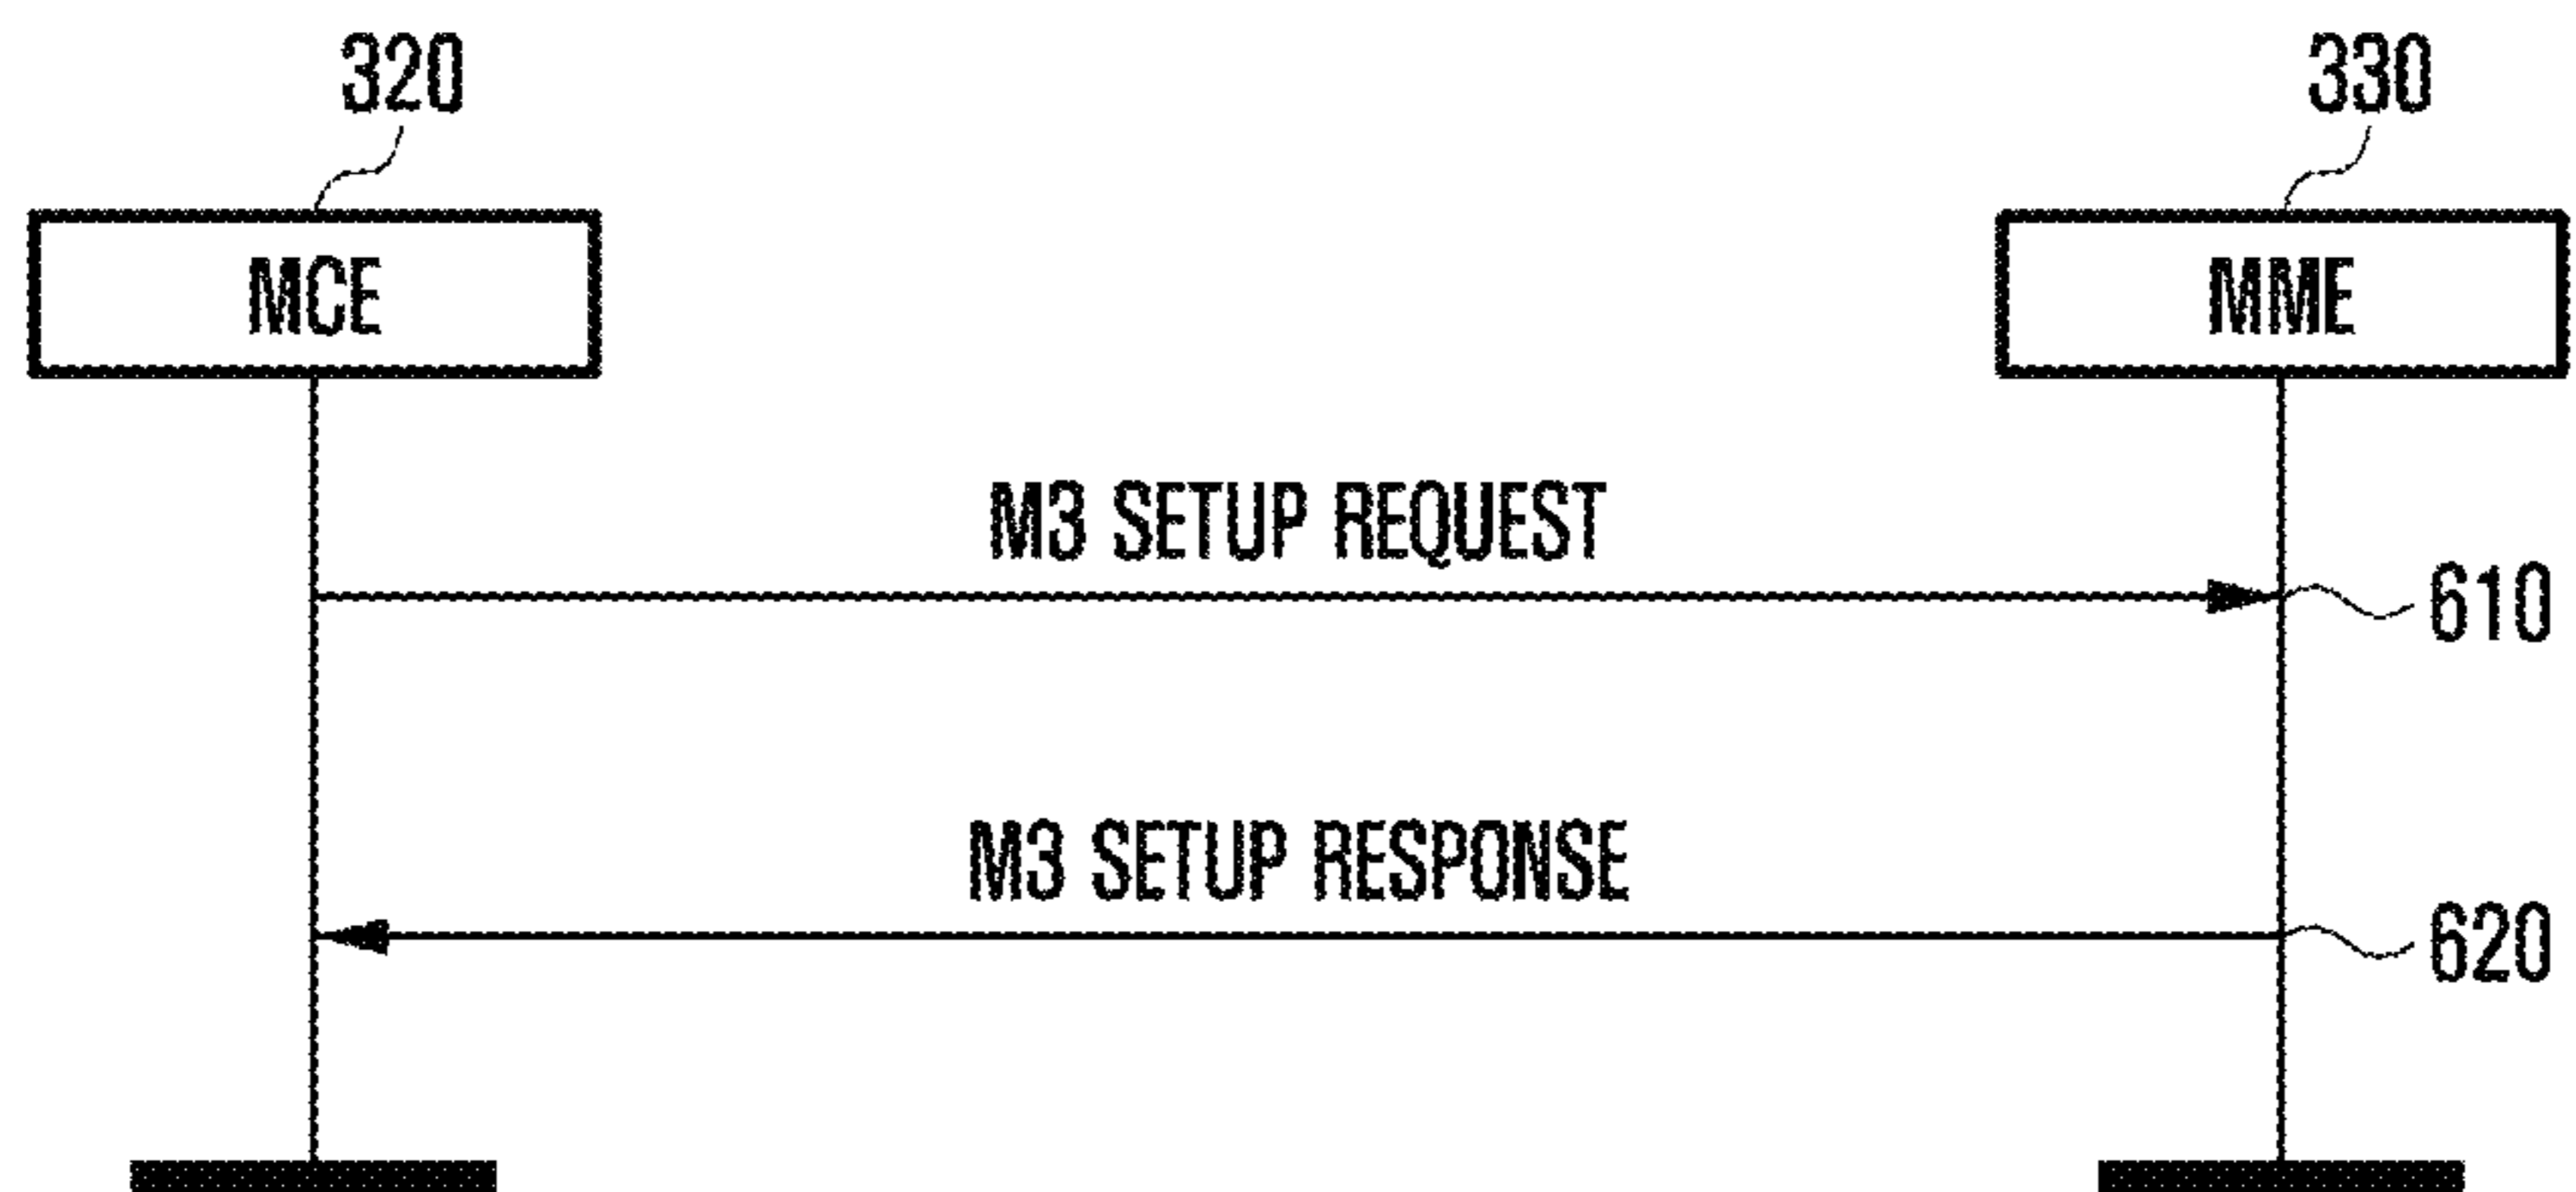 320
330
MCE
MME
M3 SETUP REQUEST
610
M3 SETUP RESPONSE
620